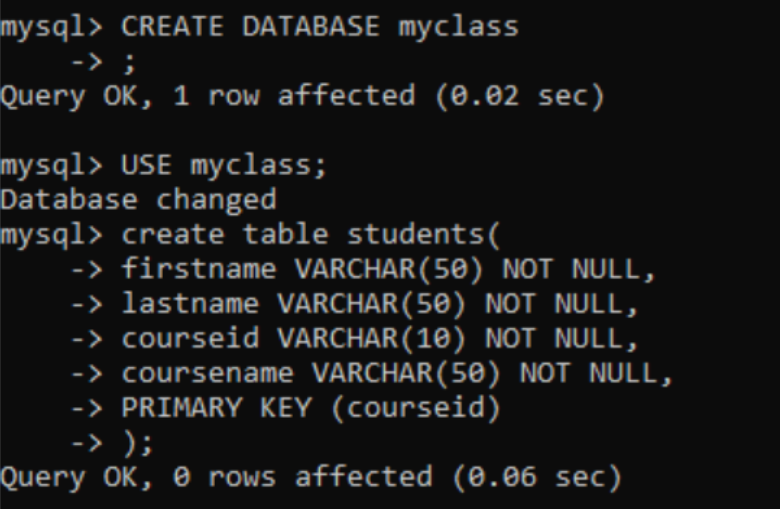 mysql> CREATE DATABASE myclass
    -> ;
Query OK, 1 row affected (0.02 sec)

mysql> USE myclass;
Database changed
mysql> create table students(
    -> firstname VARCHAR(50) NOT NULL,
    -> lastname VARCHAR(50) NOT NULL,
    -> courseid VARCHAR(10) NOT NULL,
    -> coursename VARCHAR(50) NOT NULL,
    -> PRIMARY KEY (courseid)
    -> );
Query OK, 0 rows affected (0.06 sec)